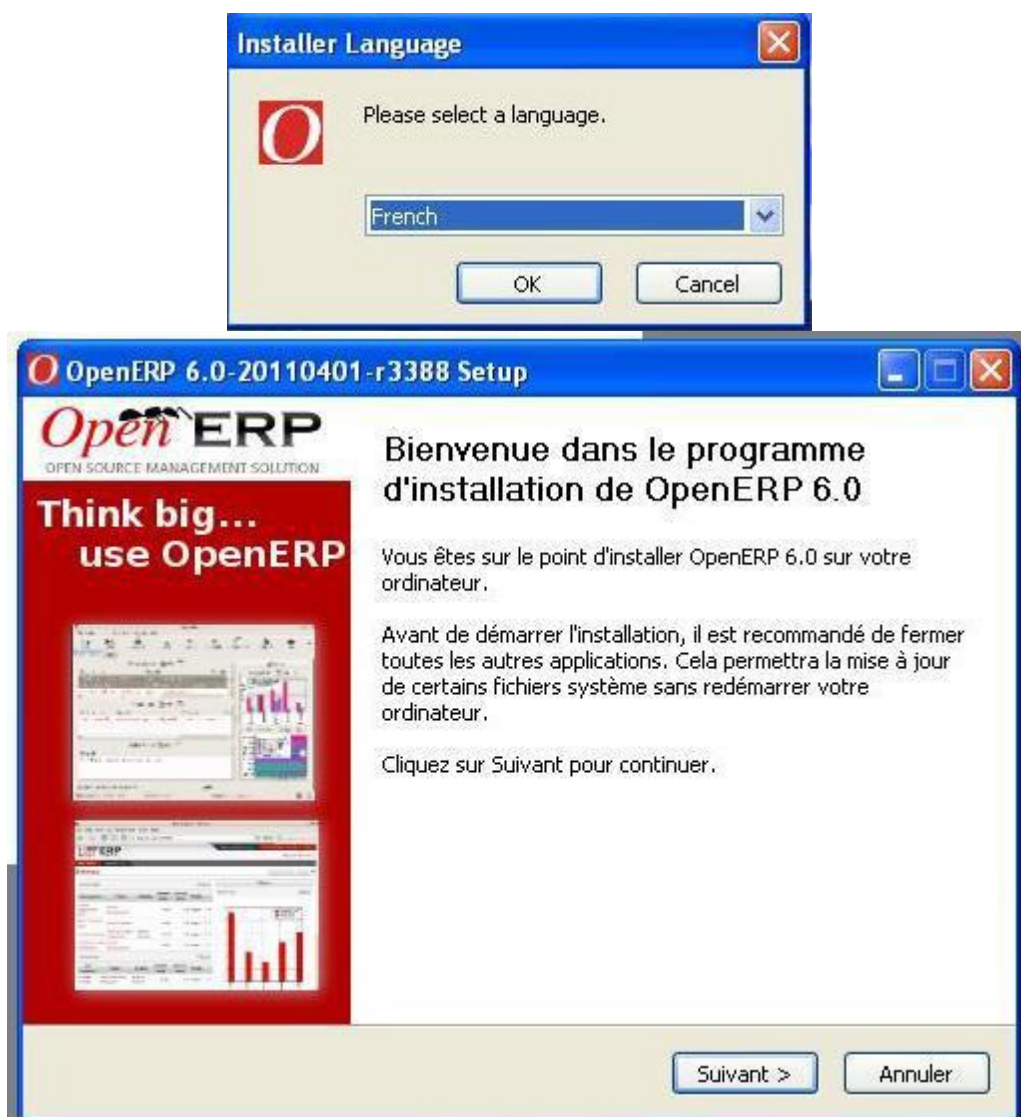 Installer Language
Please select a language.
French
OK Cancel
OpenERP 6.0-20110401-r3388 Setup
Open ERP
OPEN SOURCE MANAGEMENT SOLUTION
Think big...
use OpenERP
Bienvenue dans le programme
d'installation de OpenERP 6.0
Vous êtes sur le point d'installer OpenERP 6.0 sur votre
ordinateur.
Avant de démarrer l'installation, il est recommandé de fermer
toutes les autres applications. Cela permettra la mise à jour
de certains fichiers système sans redémarrer votre
ordinateur.
Cliquez sur Suivant pour continuer.
Suivant > Annuler